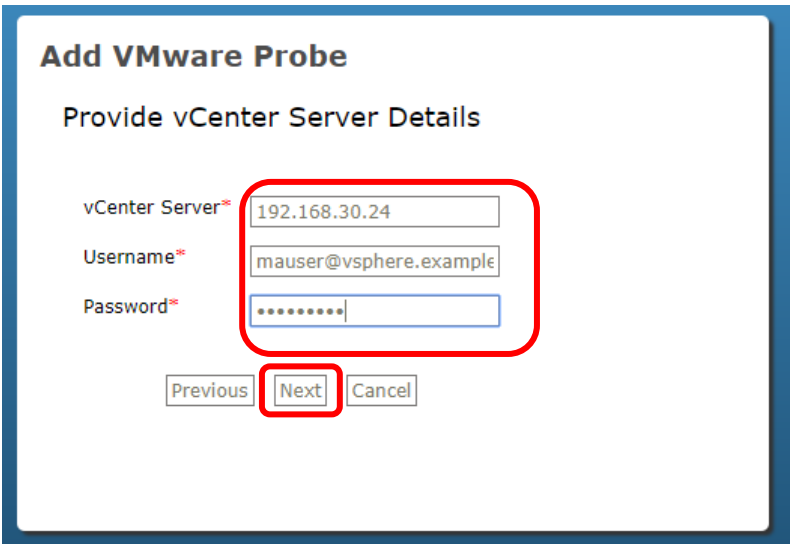 Add VMware Probe
Provide vCenter Server Details
vCenter Server* 192.168.30.24
Username* mauser@vsphere.example
Password* •••••••••
Previous Next Cancel